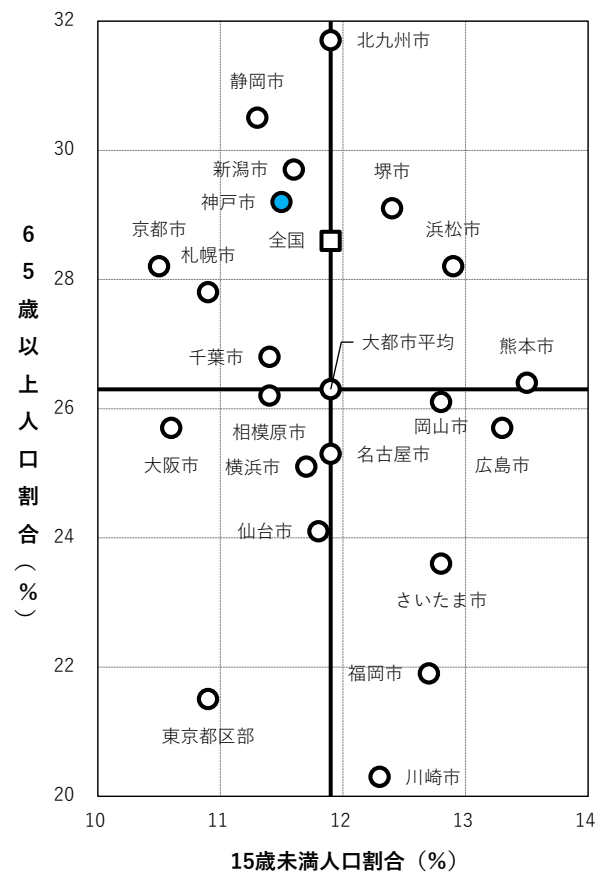 32
北九州市
静岡市
30
新潟市
堺市
神戸市
京都市
全国
浜松市
札幌市
28
千葉市
大都市平均
熊本市
26
相模原市
岡山市
大阪市
横浜市
名古屋市
広島市
24
仙台市
さいたま市
22
福岡市
東京都区部
川崎市
20
10
11
12
13
14
65歳以上人口割合（%）
15歳未満人口割合（%）